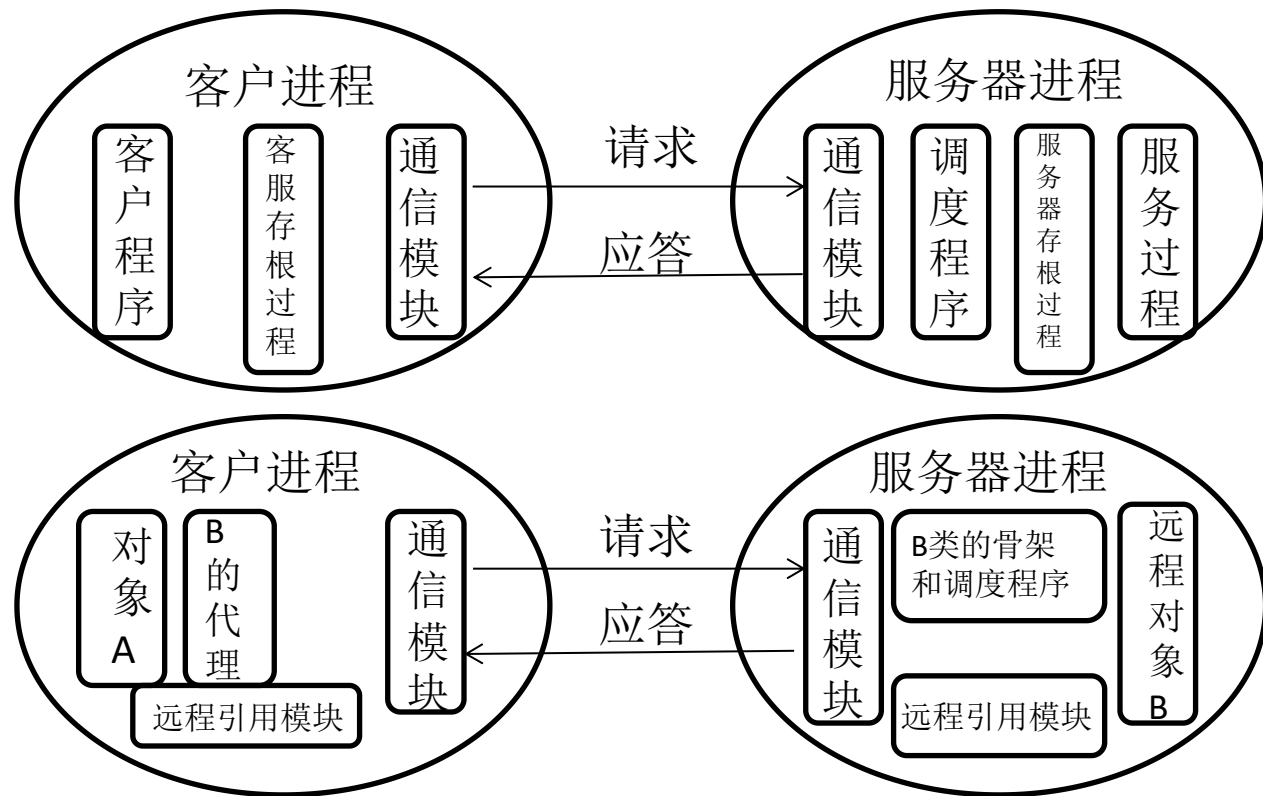 客户进程
客户程序
客服存根过程
通信模块
请求
应答
服务器进程
通信模块
调度程序
服务器存根过程
服务过程
客户进程
对象A
B的代理
远程引用模块
通信模块
请求
应答
服务器进程
通信模块
B类的骨架
和调度程序
远程引用模块
远程对象B